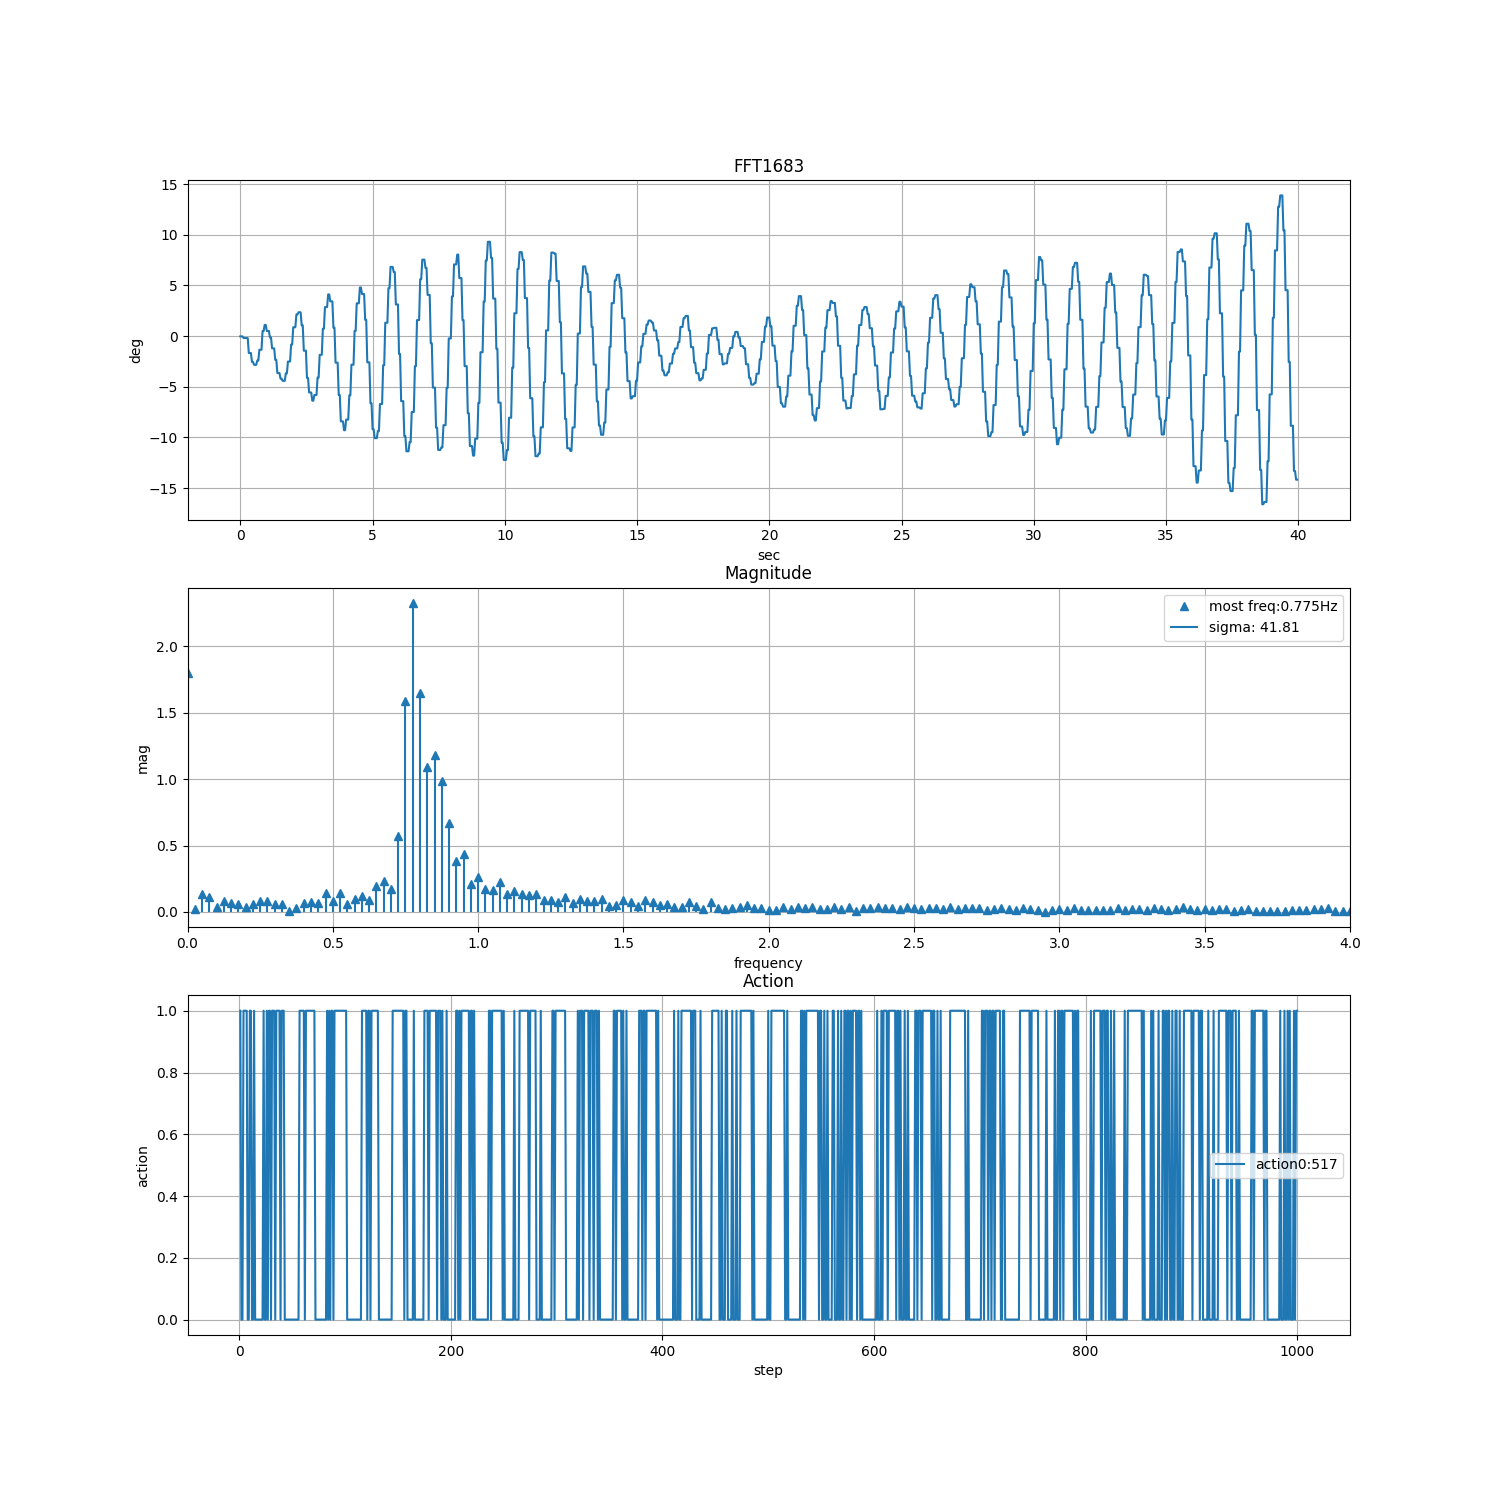 FFT1683
15
10
5
0
−5
−10
−15
deg
0 5 10 15 20 25 30 35 40
sec
Magnitude
most freq:0.775Hz
sigma: 41.81
2.0
1.5
1.0
0.5
0.0
mag
0.0 0.5 1.0 1.5 2.0 2.5 3.0 3.5 4.0
frequency
Action
1.0
0.8
0.6
0.4
0.2
0.0
action
action0:517
0 200 400 600 800 1000
step